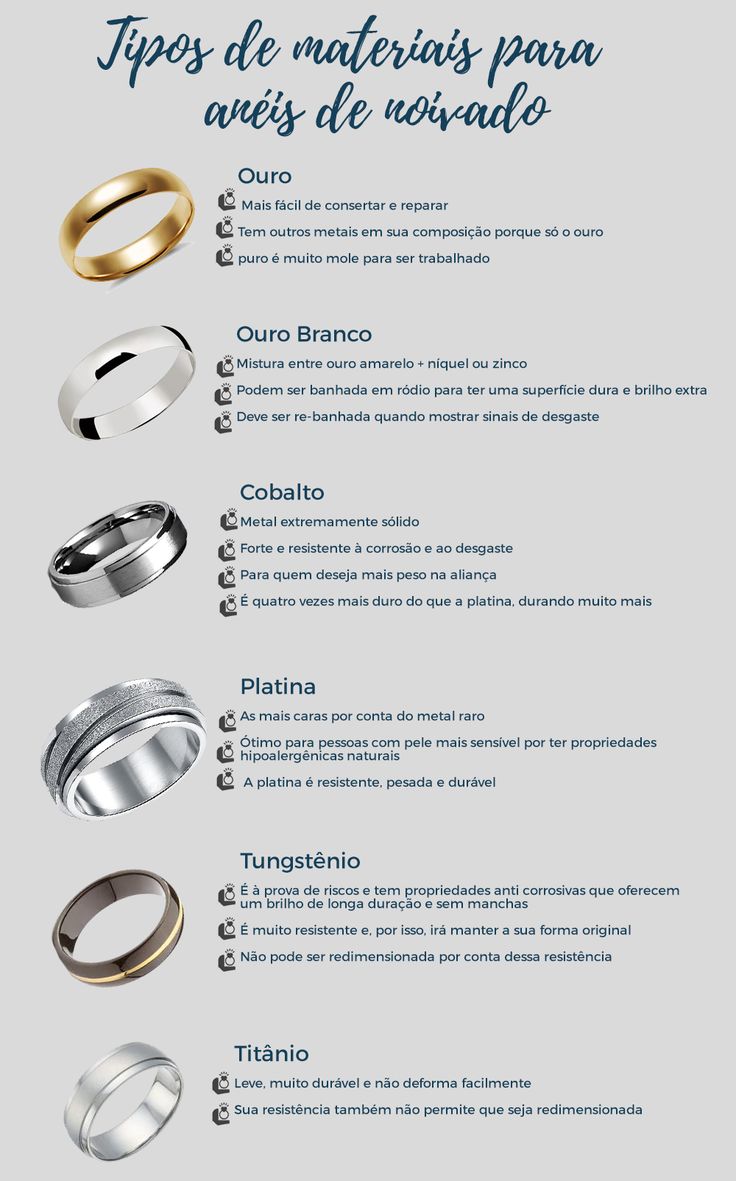 Tipos de materiais para
anéis de noivado
Ouro
Mais fácil de consertar e reparar
Tem outros metais em sua composição porque só o ouro
puro é muito mole para ser trabalhado
Ouro Branco
Mistura entre ouro amarelo + níquel ou zinco
Podem ser banhada em ródio para ter uma superfície dura e brilho extra
Deve ser re-banhada quando mostrar sinais de desgaste
Cobalto
Metal extremamente sólido
Forte e resistente à corrosão e ao desgaste
Para quem deseja mais peso na aliança
É quatro vezes mais duro do que a platina, durando muito mais
Platina
As mais caras por conta do metal raro
Ótimo para pessoas com pele mais sensível por ter propriedades
hipoalergênicas naturais
A platina é resistente, pesada e durável
Tungstênio
É à prova de riscos e tem propriedades anti corrosivas que oferecem
um brilho de longa duração e sem manchas
É muito resistente e, por isso, irá manter a sua forma original
Não pode ser redimensionada por conta dessa resistência
Titânio
Leve, muito durável e não deforma facilmente
Sua resistência também não permite que seja redimensionada